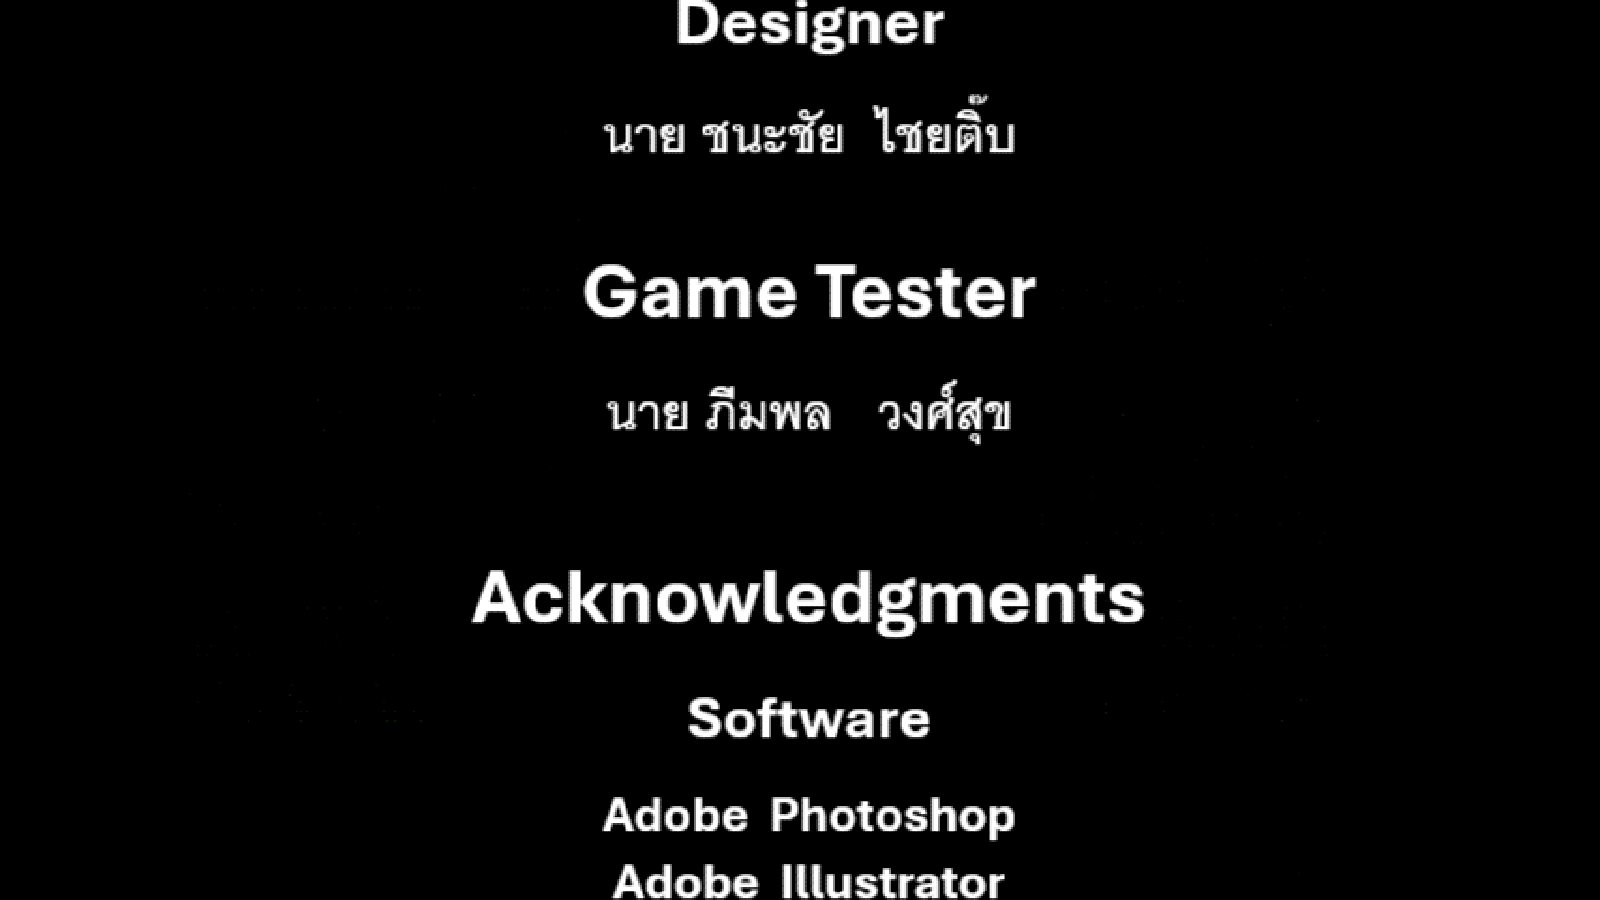 Designer
นาย ชนะชัย ไชยติ๊บ
Game Tester
นาย ภีมพล วงศ์สุข
Acknowledgments
Software
Adobe Photoshop
Adobe Illustrator